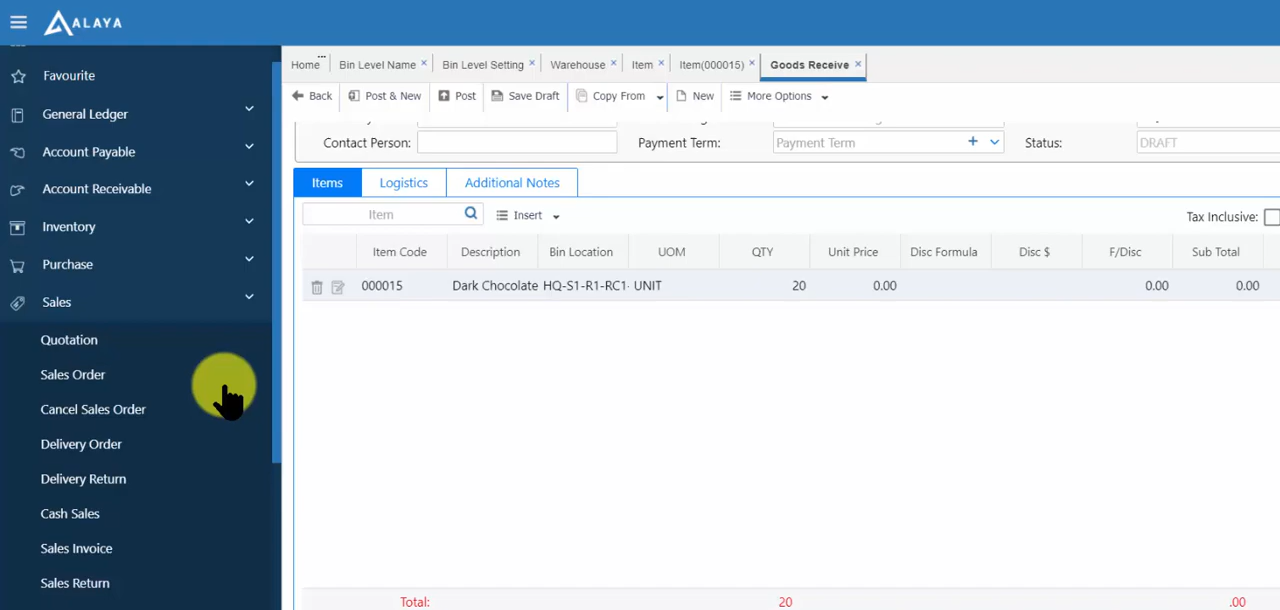 ALAYA
Favourite
General Ledger
Account Payable
Account Receivable
Inventory
Purchase
Sales
Quotation
Sales Order
Cancel Sales Order
Delivery Order
Delivery Return
Cash Sales
Sales Invoice
Sales Return
Home Bin Level Name Bin Level Setting Warehouse Item Item(000015) Goods Receive
Back Post & New Post Save Draft Copy From New More Options
Contact Person: Payment Term: Payment Term Status: DRAFT
Items Logistics Additional Notes
Item Insert Tax Inclusive:
Item Code Description Bin Location UOM QTY Unit Price Disc Formula Disc $ F/Disc Sub Total
000015 Dark Chocolate HQ-S1-R1-RC1- UNIT 20 0.00 0.00 0.00
Total: 20 .00